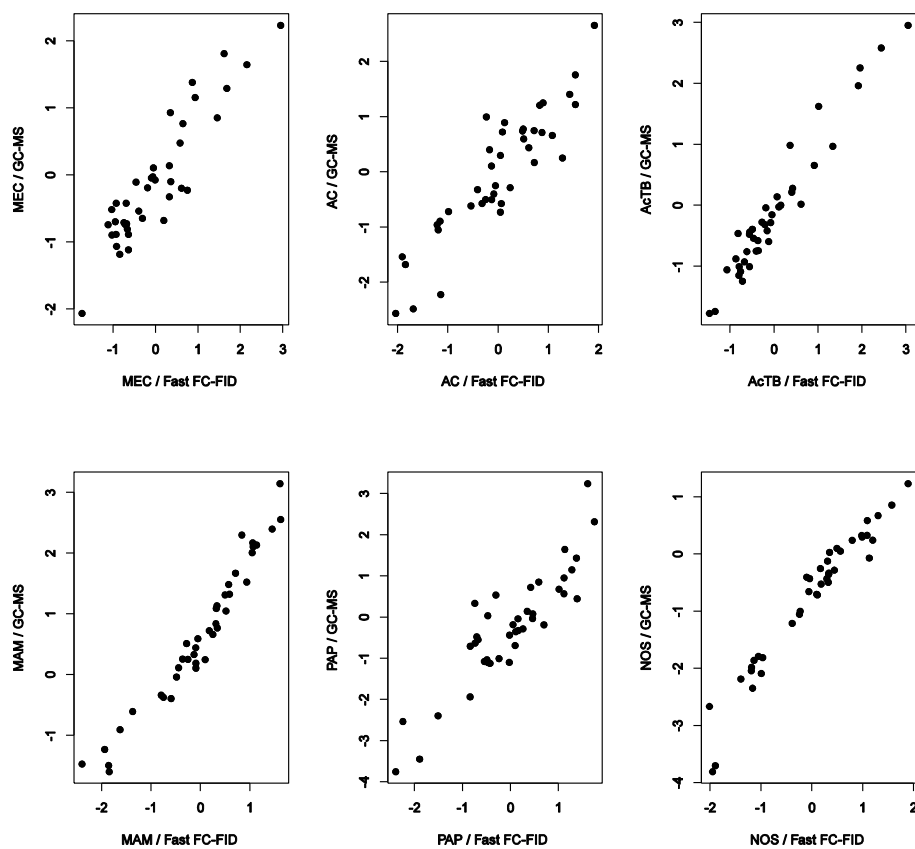 2
1
0
-1
-2
MEC / GC-MS
-1 0 1 2 3
MEC / Fast FC-FID
2
1
0
-1
-2
AC / GC-MS
-2 -1 0 1 2
AC / Fast FC-FID
3
2
1
0
-1
AcTB / GC-MS
-1 0 1 2 3
AcTB / Fast FC-FID
3
2
1
0
-1
MAM / GC-MS
-2 -1 0 1
MAM / Fast FC-FID
3
2
1
0
-1
-2
-3
-4
PAP / GC-MS
-2 -1 0 1
PAP / Fast FC-FID
1
0
-1
-2
-3
-4
NOS / GC-MS
-2 -1 0 1 2
NOS / Fast FC-FID